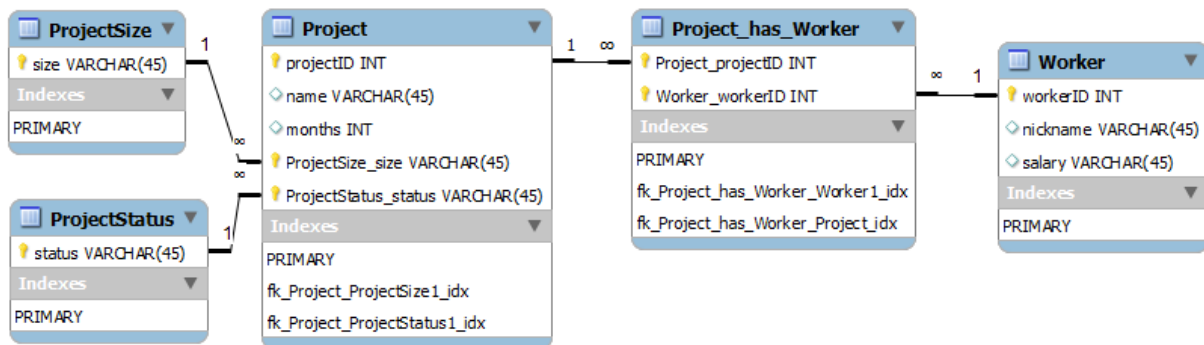 ProjectSize
size VARCHAR(45)
Indexes
PRIMARY
ProjectStatus
status VARCHAR(45)
Indexes
PRIMARY
1
∞
∞
1
Project
projectID INT
name VARCHAR(45)
months INT
ProjectSize_size VARCHAR(45)
ProjectStatus_status VARCHAR(45)
Indexes
PRIMARY
fk_Project_ProjectSize1_idx
fk_Project_ProjectStatus1_idx
1 ∞
Project_has_Worker
Project_projectID INT
Worker_workerID INT
Indexes
PRIMARY
fk_Project_has_Worker_Worker1_idx
fk_Project_has_Worker_Project_idx
∞ 1
Worker
workerID INT
nickname VARCHAR(45)
salary VARCHAR(45)
Indexes
PRIMARY